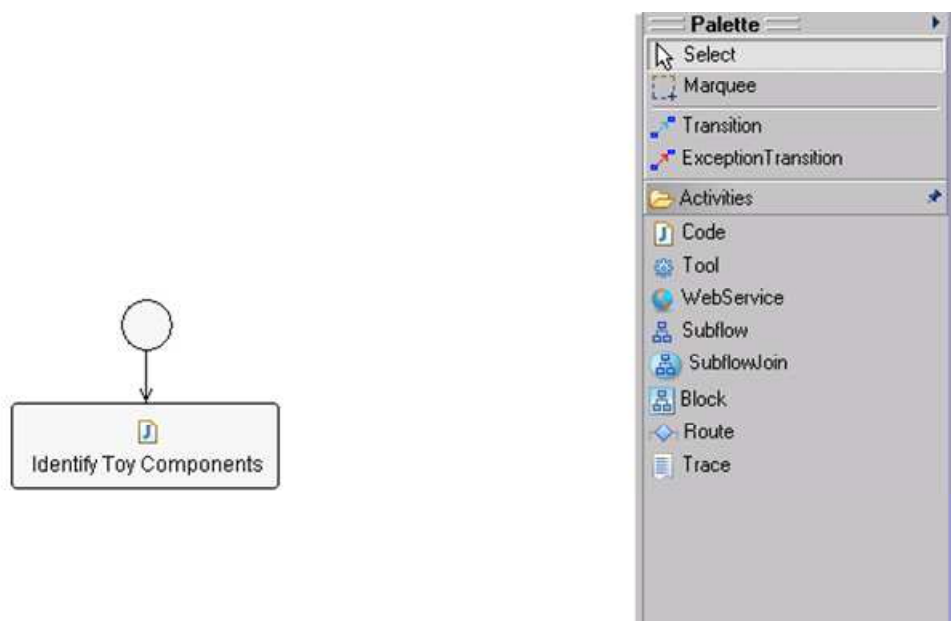 Palette
Select
Marquee
Transition
ExceptionTransition
Activities
Code
Tool
WebService
Subflow
SubflowJoin
Block
Route
Trace
Identify Toy Components